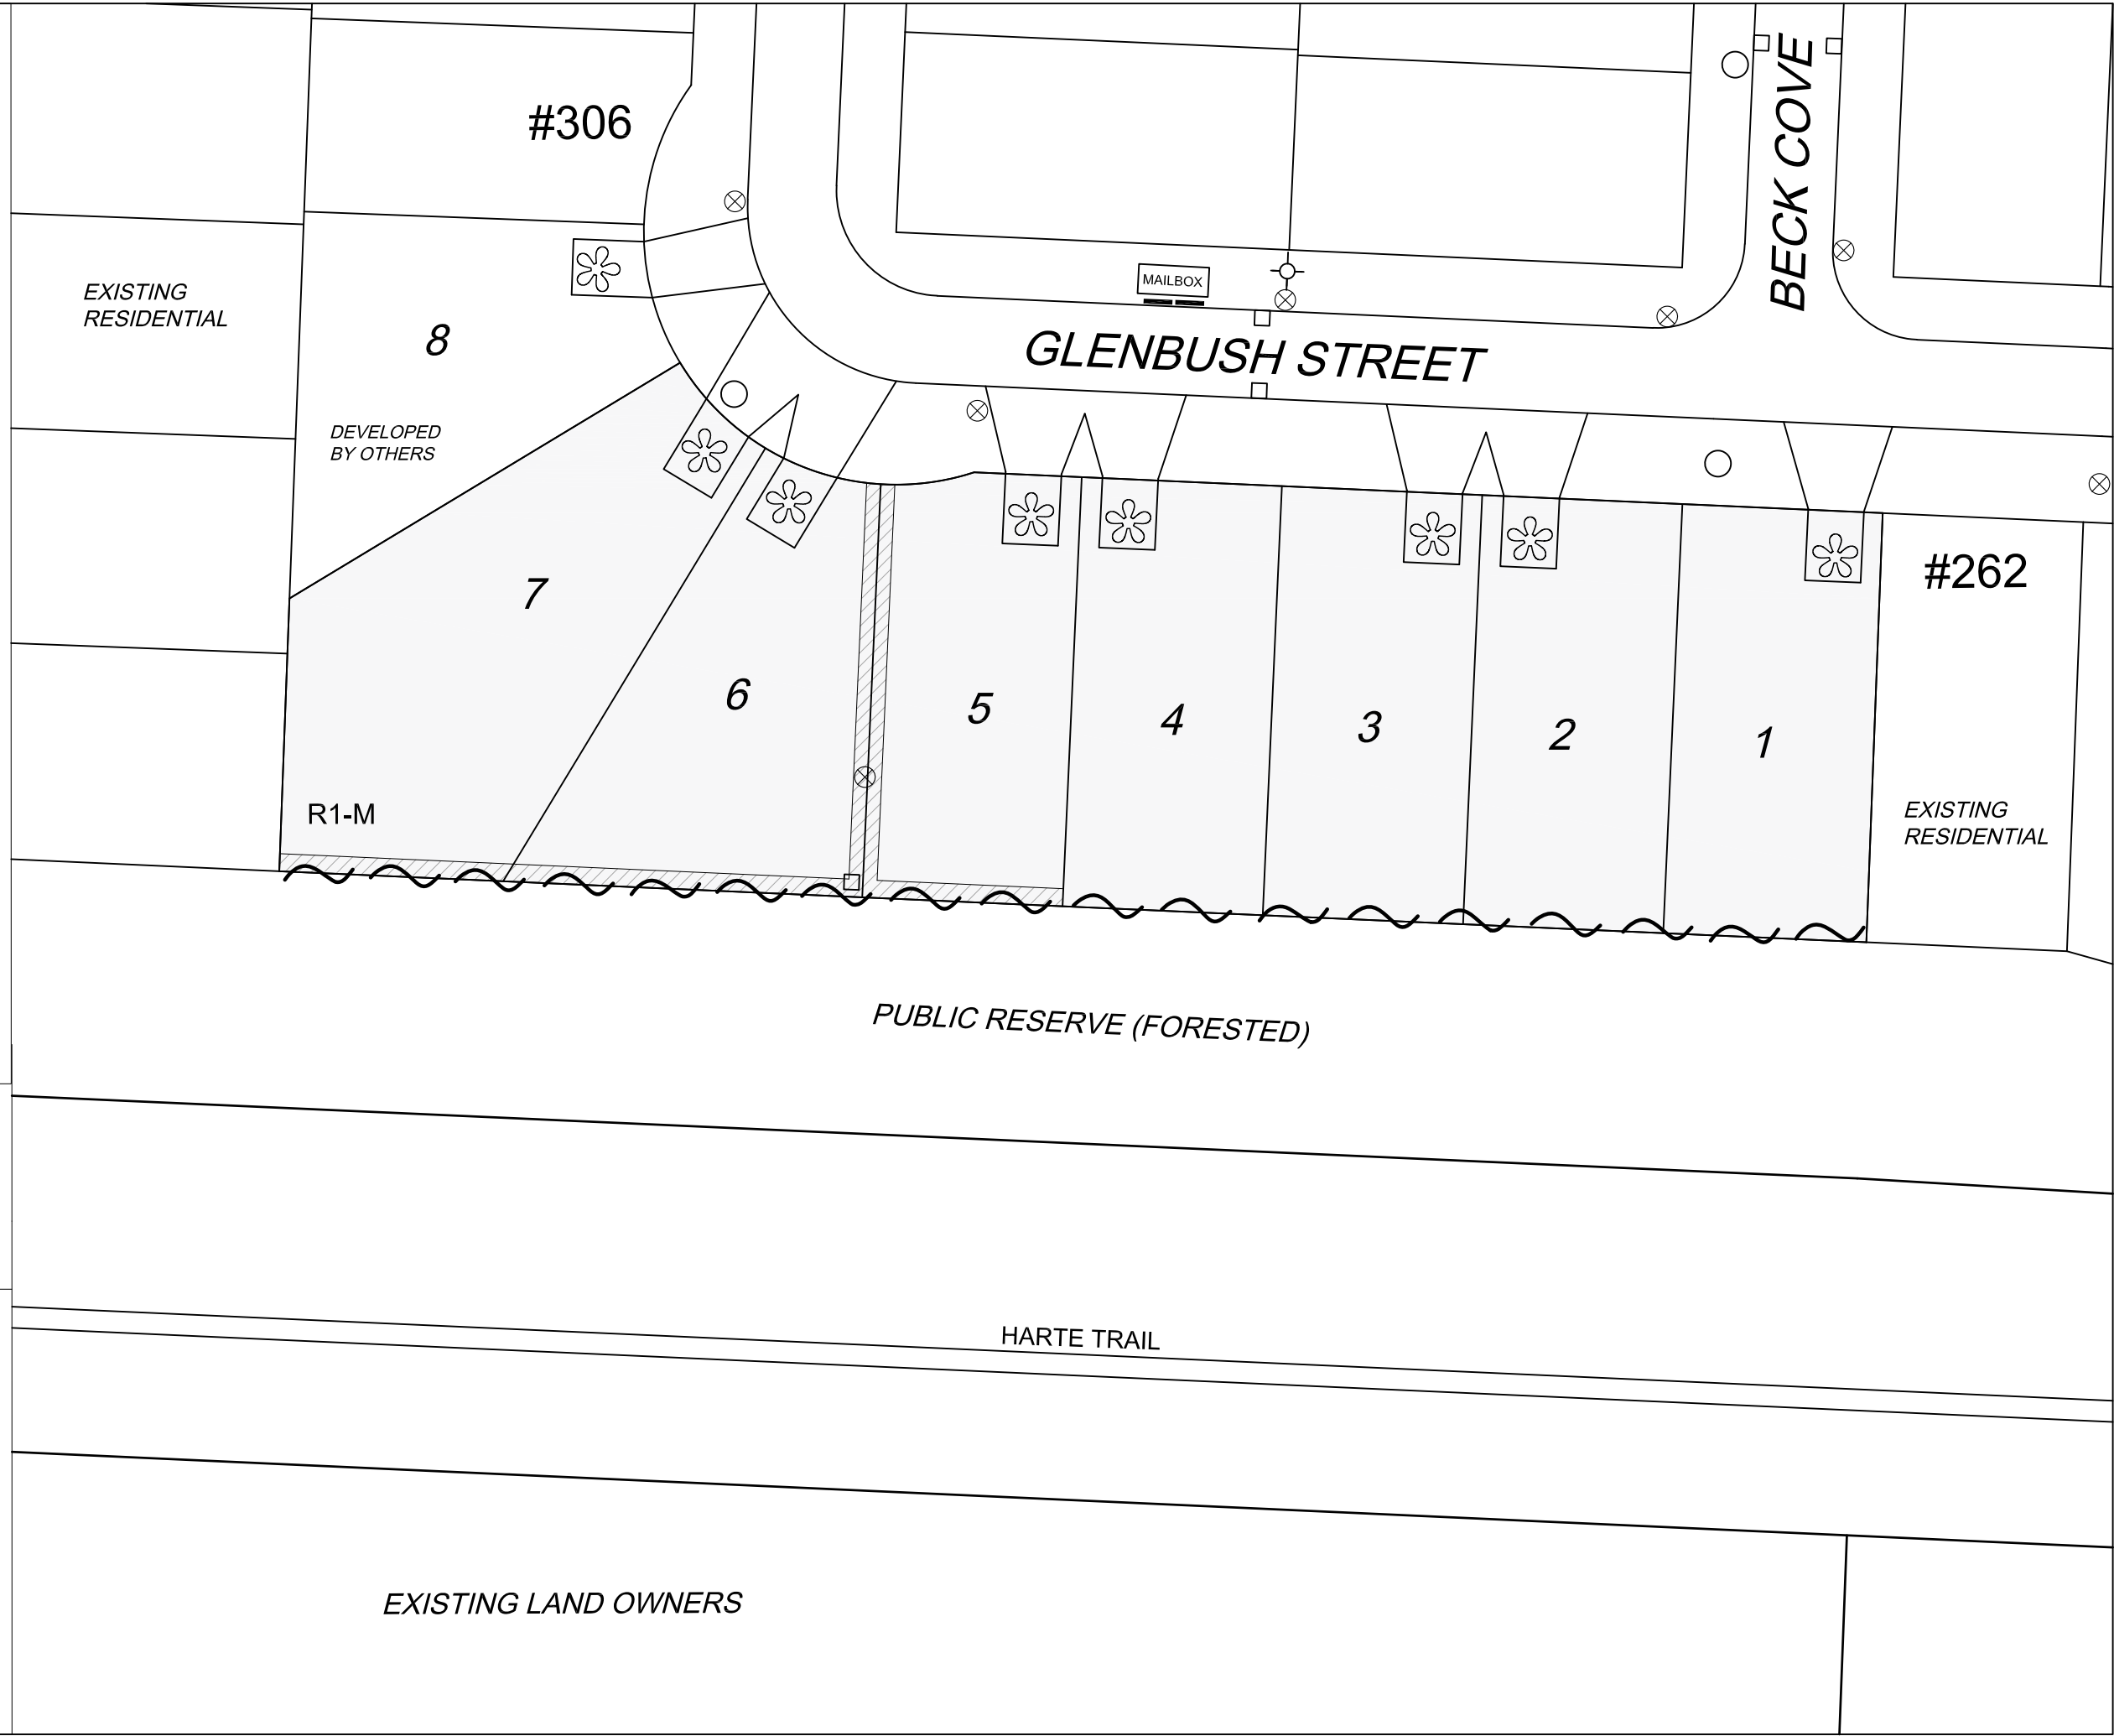 #306
BECK COVE
EXISTING
RESIDENTIAL
MAILBOX
8
GLENBUSH STREET
DEVELOPED
BY OTHERS
#262
7
6
5
4
3
2
1
R1-M
EXISTING
RESIDENTIAL
PUBLIC RESERVE (FORESTED)
HARTE TRAIL
EXISTING LAND OWNERS